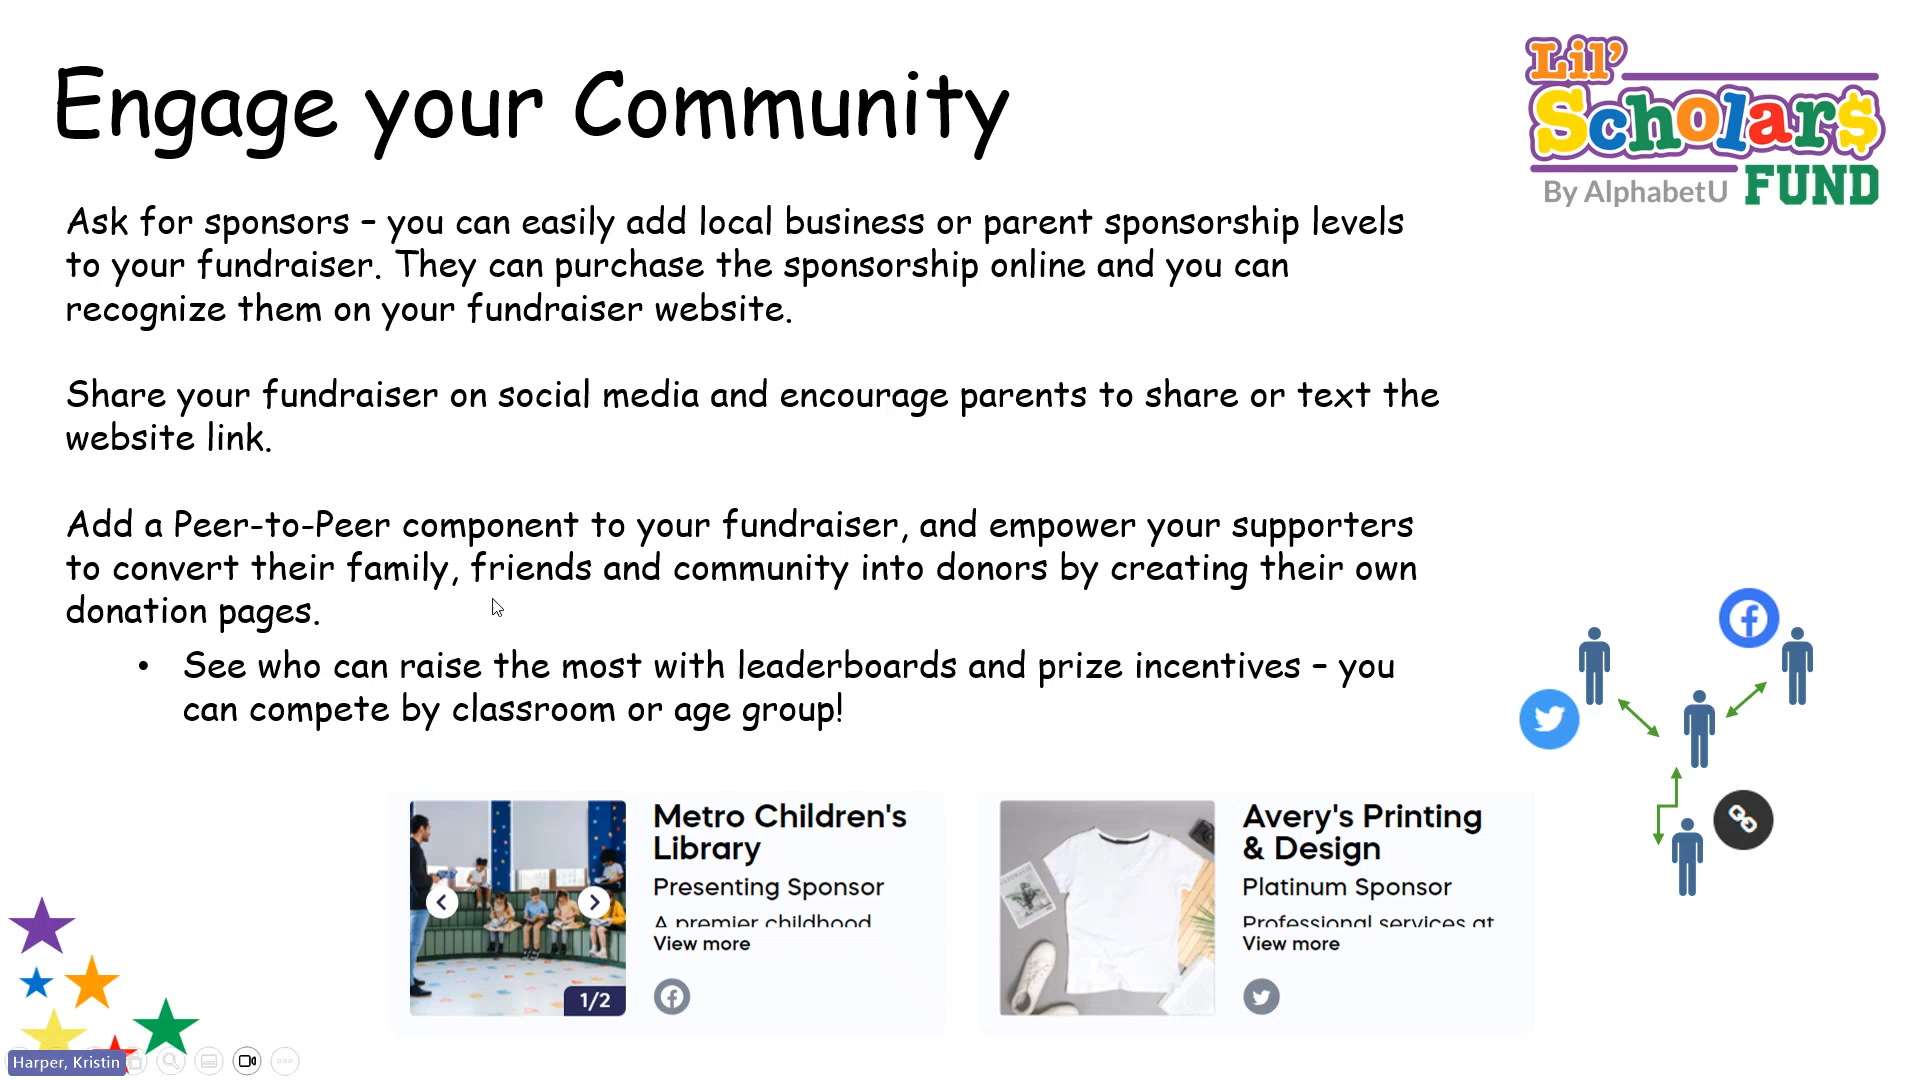 Engage your Community
Lil'
Scholar$
By AlphabetU FUND
Ask for sponsors – you can easily add local business or parent sponsorship levels
to your fundraiser. They can purchase the sponsorship online and you can
recognize them on your fundraiser website.
Share your fundraiser on social media and encourage parents to share or text the
website link.
Add a Peer-to-Peer component to your fundraiser, and empower your supporters
to convert their family, friends and community into donors by creating their own
donation pages.
• See who can raise the most with leaderboards and prize incentives – you
can compete by classroom or age group!
Metro Children's
Library
Presenting Sponsor
A premier childhood
View more
1/2
Avery's Printing
& Design
Platinum Sponsor
Professional services at
View more
Harper, Kristin